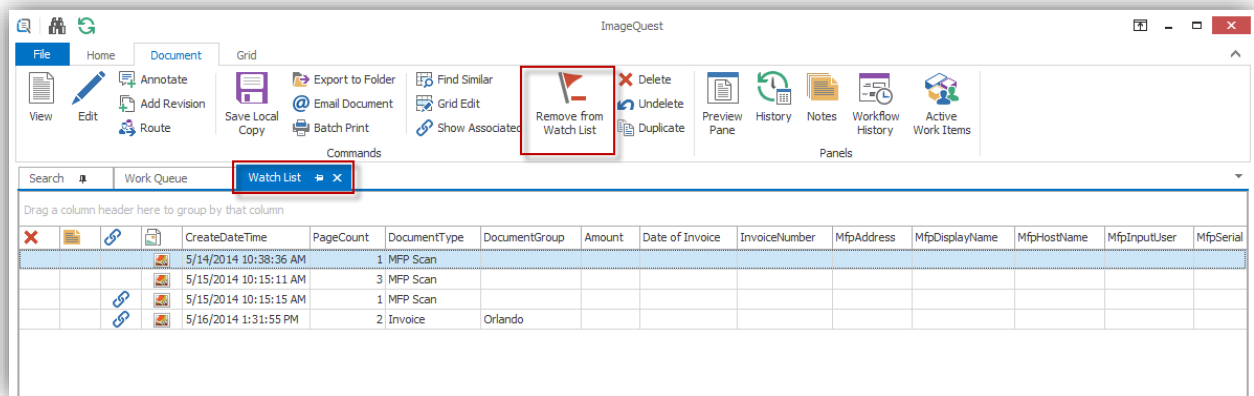 ImageQuest
File Home Document Grid
View
Edit
Annotate
Add Revision
Route
Save Local
Copy
Export to Folder
Email Document
Batch Print
Find Similar
Grid Edit
Show Associated
Remove from
Watch List
Delete
Undelete
Duplicate
Commands
Preview
Pane
History
Notes
Workflow
History
Active
Work Items
Panels
Search Work Queue Watch List
Drag a column header here to group by that column
CreateDateTime PageCount DocumentType DocumentGroup Amount Date of Invoice InvoiceNumber MfpAddress MfpDisplayName MfpHostName MfpInputUser MfpSerial
5/14/2014 10:38:36 AM 1 MFP Scan
5/15/2014 10:15:11 AM 3 MFP Scan
5/15/2014 10:15:15 AM 1 MFP Scan
5/16/2014 1:31:55 PM 2 Invoice Orlando